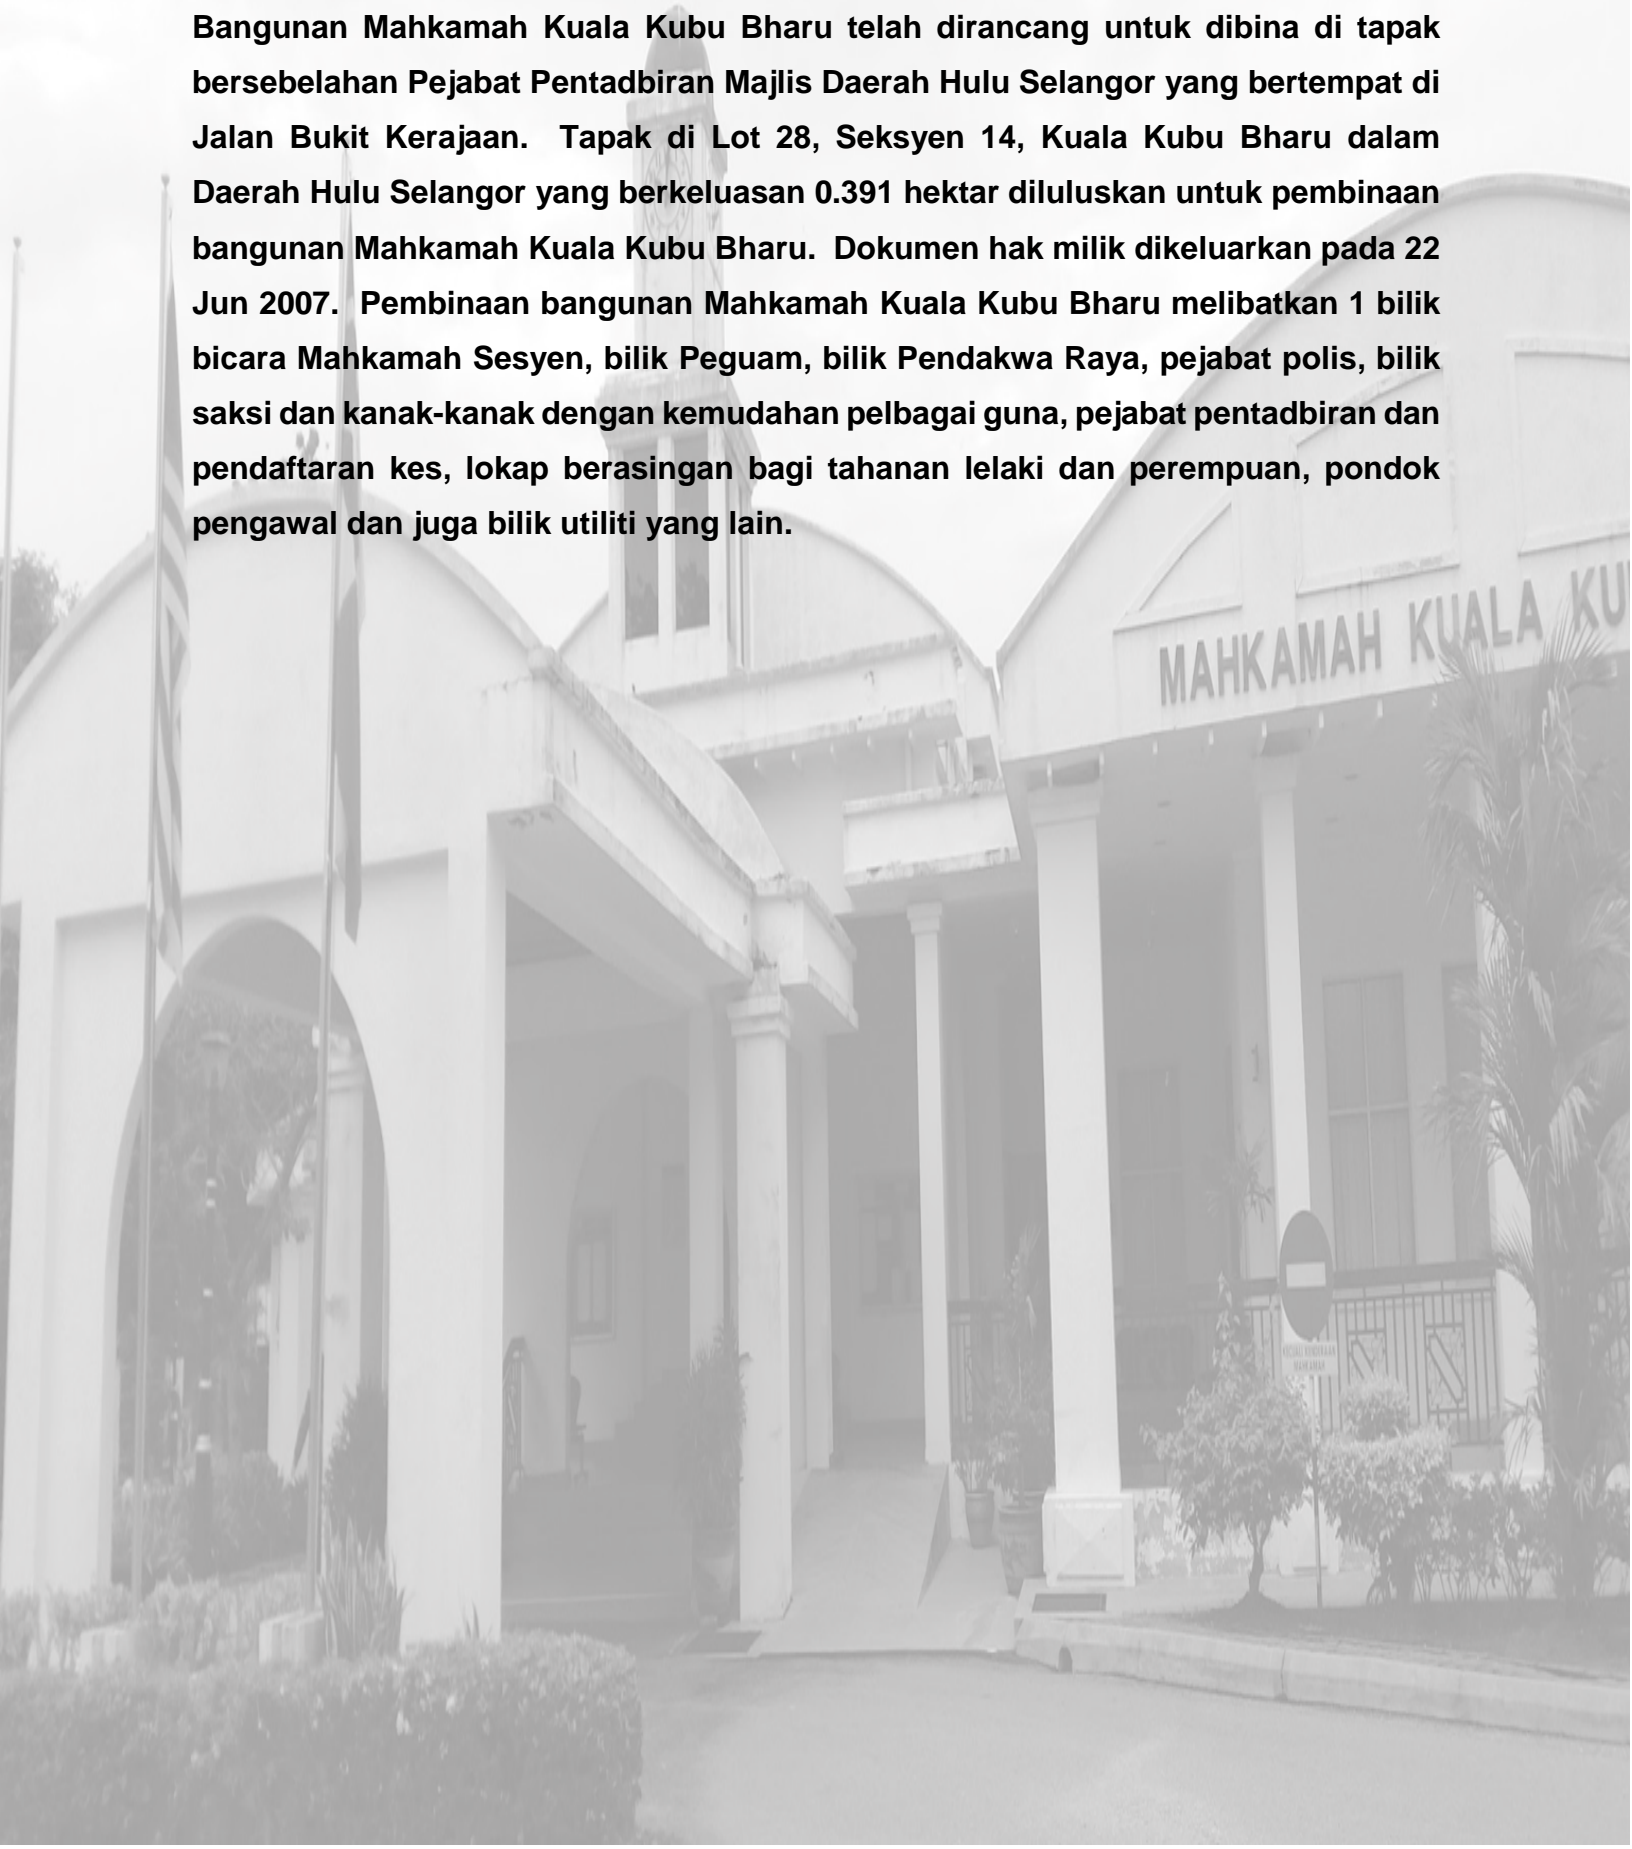 Bangunan Mahkamah Kuala Kubu Bharu telah dirancang untuk dibina di tapak
bersebelahan Pejabat Pentadbiran Majlis Daerah Hulu Selangor yang bertempat di
Jalan Bukit Kerajaan. Tapak di Lot 28, Seksyen 14, Kuala Kubu Bharu dalam
Daerah Hulu Selangor yang berkeluasan 0.391 hektar diluluskan untuk pembinaan
bangunan Mahkamah Kuala Kubu Bharu. Dokumen hak milik dikeluarkan pada 22
Jun 2007. Pembinaan bangunan Mahkamah Kuala Kubu Bharu melibatkan 1 bilik
bicara Mahkamah Sesyen, bilik Peguam, bilik Pendakwa Raya, pejabat polis, bilik
saksi dan kanak-kanak dengan kemudahan pelbagai guna, pejabat pentadbiran dan
pendaftaran kes, lokap berasingan bagi tahanan lelaki dan perempuan, pondok
pengawal dan juga bilik utiliti yang lain.
MAHKAMAH KUALA KU
KECUALI KENDERAAN
MAHKAMAH